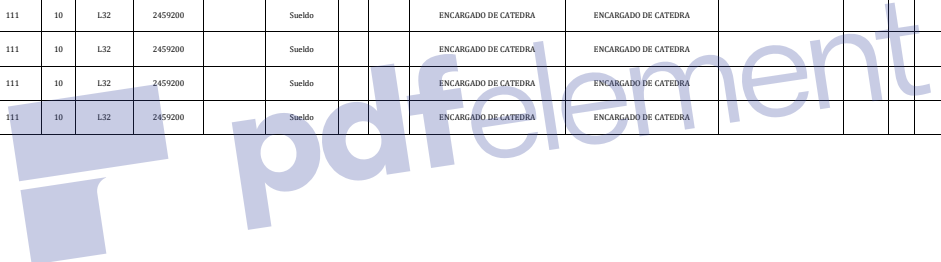 111 10 L32 2459200 Sueldo ENCARGADO DE CATEDRA ENCARGADO DE CATEDRA
111 10 L32 2459200 Sueldo ENCARGADO DE CATEDRA ENCARGADO DE CATEDRA
111 10 L32 2459200 Sueldo ENCARGADO DE CATEDRA ENCARGADO DE CATEDRA
111 10 L32 2459200 Sueldo ENCARGADO DE CATEDRA ENCARGADO DE CATEDRA
pdfelement